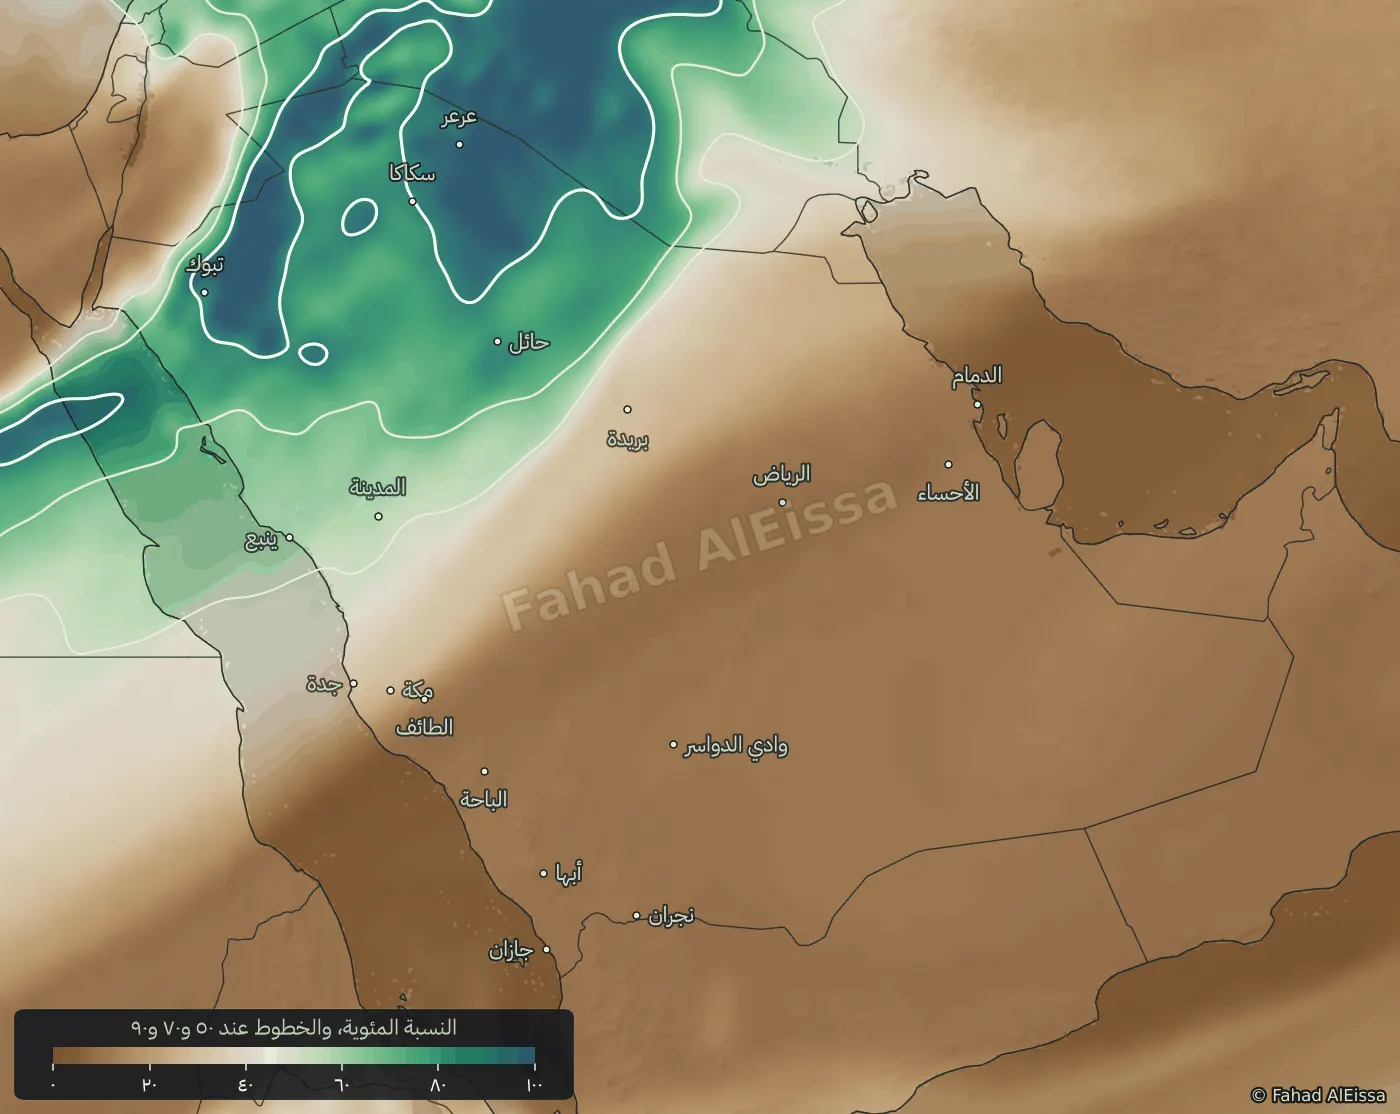 عرعر
سكاكا
تبوك
حائل
الدمام
بريدة
الرياض
الأحساء
المدينة
ينبع
Fahad AlEissa
جدة
مكة
الطائف
وادي الدواسر
الباحة
أبها
نجران
جازان
النسبة المئوية، والخطوط عند ٥٠ و٧٠ و٩٠
٠ ٢٠ ٤٠ ٦٠ ٨٠ ١٠٠
© Fahad AlEissa